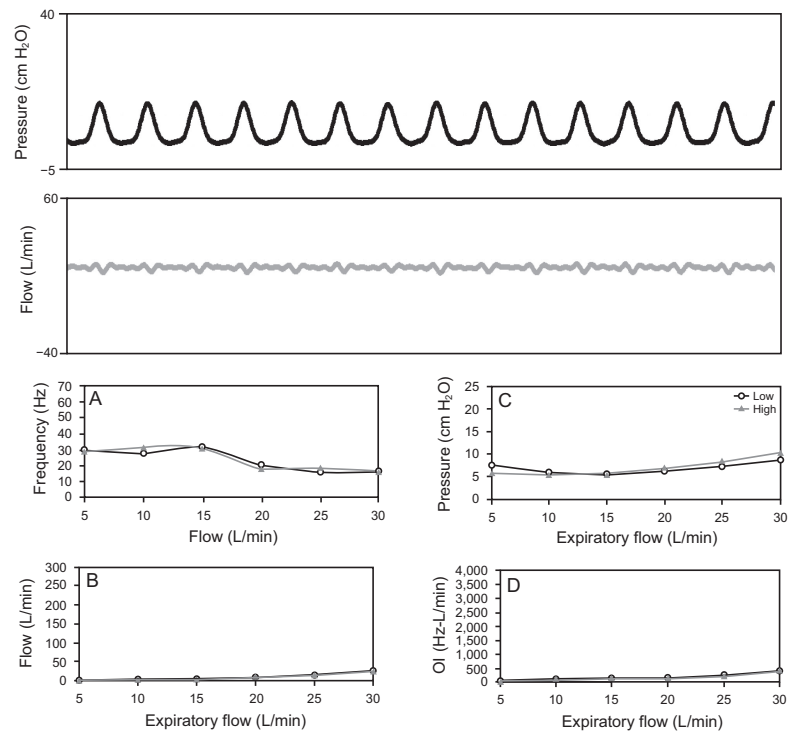 40
Pressure (cm H₂O)
−5
60
Flow (L/min)
−40
A
Frequency (Hz)
70
60
50
40
30
20
10
0
5 10 15 20 25 30
Flow (L/min)
C
Low
High
Pressure (cm H₂O)
25
20
15
10
5
0
5 10 15 20 25 30
Expiratory flow (L/min)
B
Flow (L/min)
300
250
200
150
100
50
0
5 10 15 20 25 30
Expiratory flow (L/min)
D
OI (Hz-L/min)
4,000
3,500
3,000
2,500
2,000
1,500
1,000
500
0
5 10 15 20 25 30
Expiratory flow (L/min)